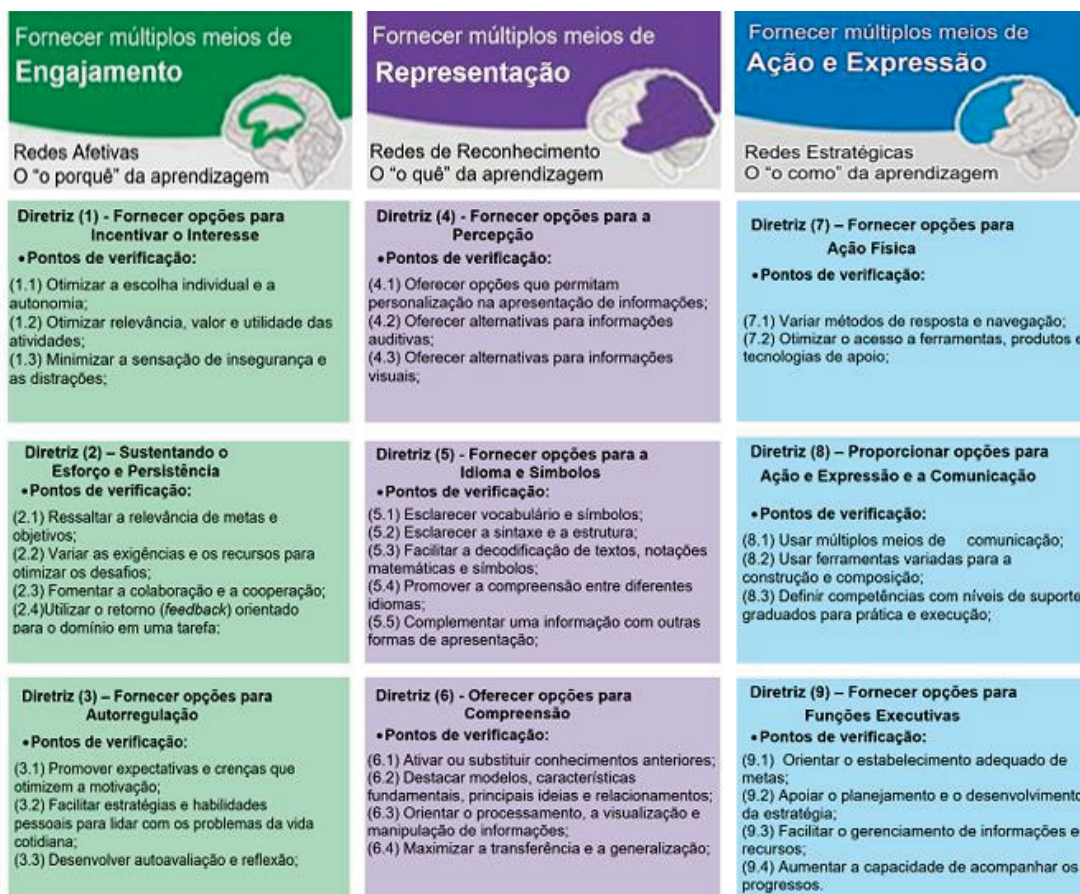 Fornecer múltiplos meios de
Engajamento
Redes Afetivas
O "o porquê" da aprendizagem
Diretriz (1) - Fornecer opções para
Incentivar o Interesse
•Pontos de verificação:
(1.1) Otimizar a escolha individual e a
autonomia;
(1.2) Otimizar relevância, valor e utilidade das
atividades;
(1.3) Minimizar a sensação de insegurança e
as distrações;
Diretriz (2) – Sustentando o
Esforço e Persistência
•Pontos de verificação:
(2.1) Ressaltar a relevância de metas e
objetivos;
(2.2) Variar as exigências e os recursos para
otimizar os desafios;
(2.3) Fomentar a colaboração e a cooperação;
(2.4)Utilizar o retorno (feedback) orientado
para o domínio em uma tarefa;
Diretriz (3) – Fornecer opções para
Autorregulação
•Pontos de verificação:
(3.1) Promover expectativas e crenças que
otimizem a motivação;
(3.2) Facilitar estratégias e habilidades
pessoais para lidar com os problemas da vida
cotidiana;
(3.3) Desenvolver autoavaliação e reflexão;
Fornecer múltiplos meios de
Representação
Redes de Reconhecimento
O "o quê" da aprendizagem
Diretriz (4) - Fornecer opções para a
Percepção
•Pontos de verificação:
(4.1) Oferecer opções que permitam
personalização na apresentação de informações;
(4.2) Oferecer alternativas para informações
auditivas;
(4.3) Oferecer alternativas para informações
visuais;
Diretriz (5) - Fornecer opções para a
Idioma e Símbolos
•Pontos de verificação:
(5.1) Esclarecer vocabulário e símbolos;
(5.2) Esclarecer a sintaxe e a estrutura;
(5.3) Facilitar a decodificação de textos, notações
matemáticas e símbolos;
(5.4) Promover a compreensão entre diferentes
idiomas;
(5.5) Complementar uma informação com outras
formas de apresentação;
Diretriz (6) - Oferecer opções para
Compreensão
•Pontos de verificação:
(6.1) Ativar ou substituir conhecimentos anteriores;
(6.2) Destacar modelos, características
fundamentais, principais ideias e relacionamentos;
(6.3) Orientar o processamento, a visualização e
manipulação de informações;
(6.4) Maximizar a transferência e a generalização;
Fornecer múltiplos meios de
Ação e Expressão
Redes Estratégicas
O "o como" da aprendizagem
Diretriz (7) – Fornecer opções para
Ação Física
•Pontos de verificação:
(7.1) Variar métodos de resposta e navegação;
(7.2) Otimizar o acesso a ferramentas, produtos e
tecnologias de apoio;
Diretriz (8) – Proporcionar opções para
Ação e Expressão e a Comunicação
•Pontos de verificação:
(8.1) Usar múltiplos meios de comunicação;
(8.2) Usar ferramentas variadas para a
construção e composição;
(8.3) Definir competências com níveis de suporte
graduados para prática e execução;
Diretriz (9) – Fornecer opções para
Funções Executivas
•Pontos de verificação:
(9.1) Orientar o estabelecimento adequado de
metas;
(9.2) Apoiar o planejamento e o desenvolvimento
da estratégia;
(9.3) Facilitar o gerenciamento de informações e
recursos;
(9.4) Aumentar a capacidade de acompanhar os
progressos.